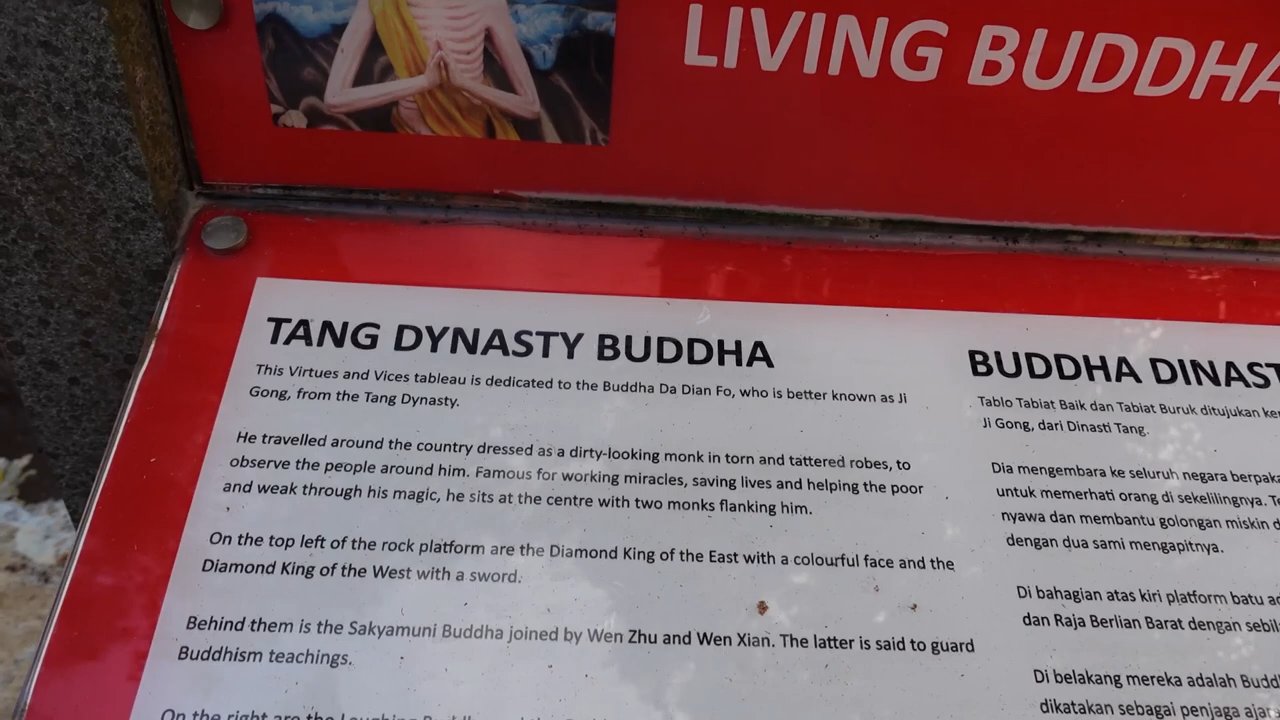 LIVING BUDDHA
TANG DYNASTY BUDDHA
This Virtues and Vices tableau is dedicated to the Buddha Da Dian Fo, who is better known as Ji
Gong, from the Tang Dynasty.
He travelled around the country dressed as a dirty-looking monk in torn and tattered robes, to
observe the people around him. Famous for working miracles, saving lives and helping the poor
and weak through his magic, he sits at the centre with two monks flanking him.
On the top left of the rock platform are the Diamond King of the East with a colourful face and the
Diamond King of the West with a sword.
Behind them is the Sakyamuni Buddha joined by Wen Zhu and Wen Xian. The latter is said to guard
Buddhism teachings.
On the right are the Laughing
BUDDHA DINAST
Tablo Tabiat Baik dan Tabiat Buruk ditujukan
Ji Gong, dari Dinasti Tang.
Dia mengembara ke seluruh negara
untuk memerhati orang di sekelilingnya.
nyawa dan membantu golongan miskin
dengan dua sami mengapitnya.
Di bahagian atas kiri platform batu
dan Raja Berlian Barat dengan
Di belakang mereka adalah
dikatakan sebagai penjaga